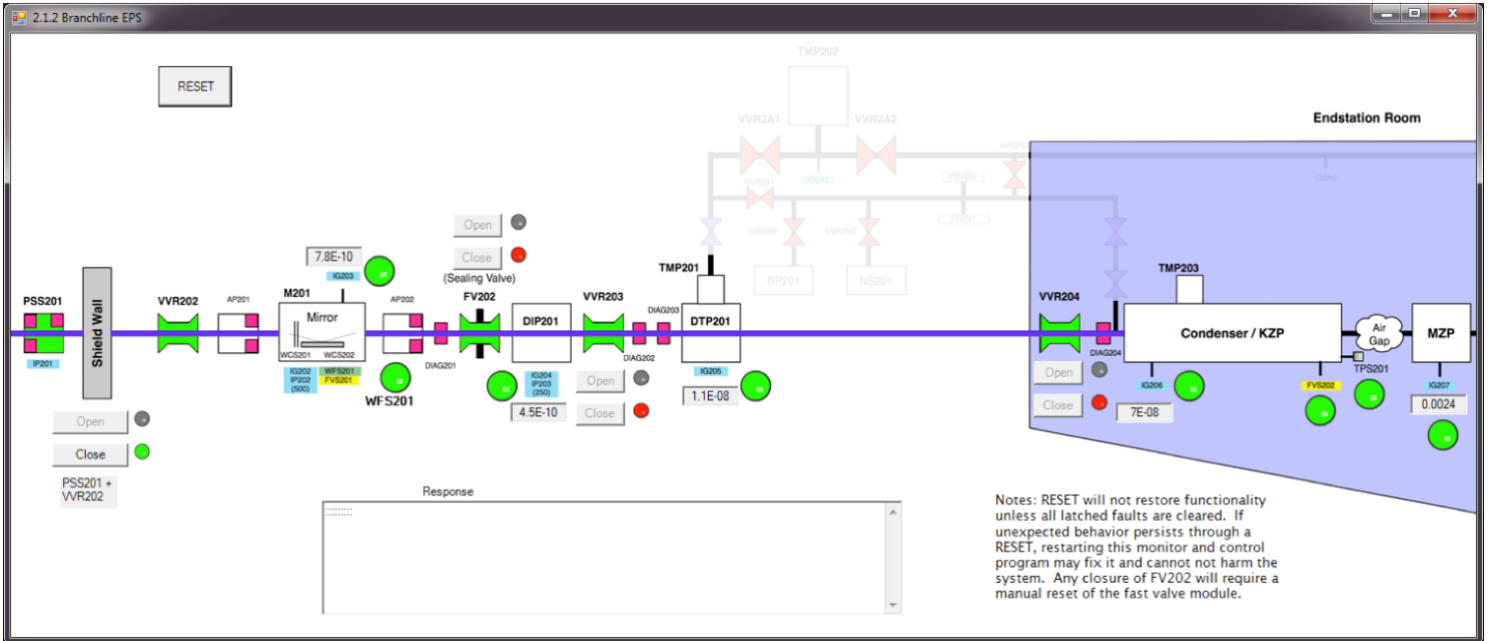 2.1.2 Branchline EPS
TMP202
RESET
VVR2A1
VVR2A2
Endstation Room
IG2A1
Open
7.8E-10
Close
IG203
(Sealing Valve)
RP201
NS201
TMP201
TMP203
PSS201
VVR202
AP201
M201
AP202
FV202
VVR203
VVR204
Shield Wall
Mirror
DIP201
DIAG203
DTP201
Condenser / KZP
Air
Gap
MZP
WCS201
WCS202
IP201
DIAG201
DIAG202
DIAG204
IG202
IP202
(500)
WFS201
FVS201
IG204
IP203
(250)
IG205
TPS201
WFS201
Open
Open
IG206
FVS202
IG207
4.5E-10
Close
1.1E-08
Close
7E-08
0.0024
Open
Close
PSS201 +
VVR202
Response
:::::::::
Notes: RESET will not restore functionality
unless all latched faults are cleared. If
unexpected behavior persists through a
RESET, restarting this monitor and control
program may fix it and cannot not harm the
system. Any closure of FV202 will require a
manual reset of the fast valve module.